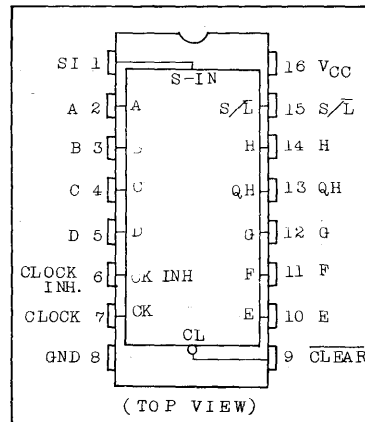 SI 1
S-IN
16 VCC
A 2 A
S/L̅ 15 S/L̅
B 3
H 14 H
C 4 C
QH 13 QH
D 5 D
G 12 G
CLOCK INH. 6 CK INH
F 11 F
CLOCK 7 CK
E 10 E
CL
GND 8
9 C̅L̅E̅A̅R̅
(TOP VIEW)